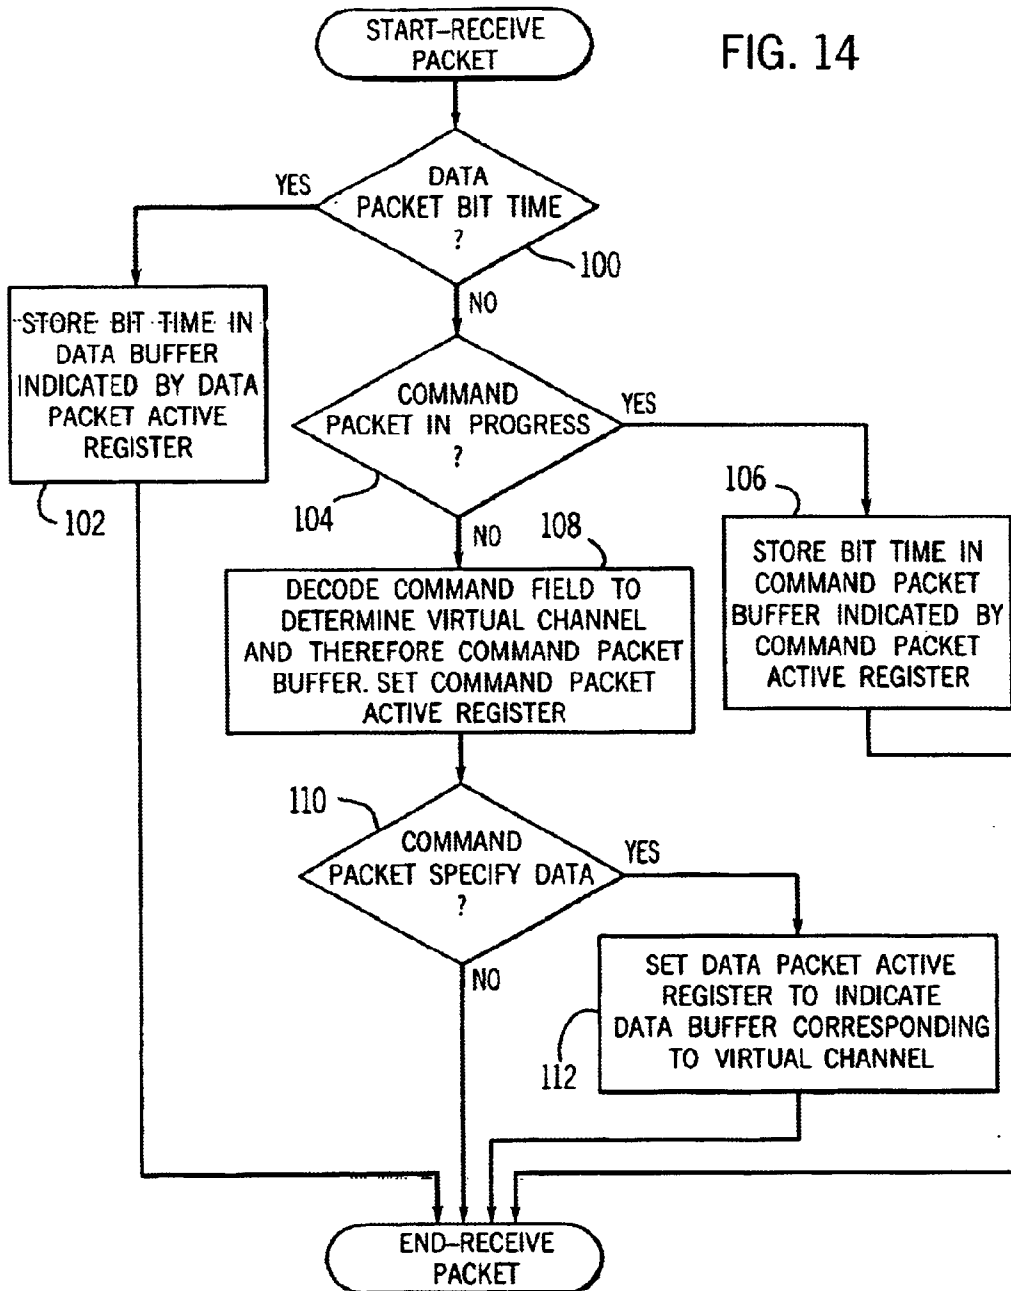 START-RECEIVE
PACKET
FIG. 14
DATA
PACKET BIT TIME
?
YES
100
NO
STORE BIT TIME IN
DATA BUFFER
INDICATED BY DATA
PACKET ACTIVE
REGISTER
102
COMMAND
PACKET IN PROGRESS
?
YES
104
NO
106
STORE BIT TIME IN
COMMAND PACKET
BUFFER INDICATED BY
COMMAND PACKET
ACTIVE REGISTER
108
DECODE COMMAND FIELD TO
DETERMINE VIRTUAL CHANNEL
AND THEREFORE COMMAND PACKET
BUFFER. SET COMMAND PACKET
ACTIVE REGISTER
110
COMMAND
PACKET SPECIFY DATA
?
YES
NO
SET DATA PACKET ACTIVE
REGISTER TO INDICATE
DATA BUFFER CORRESPONDING
TO VIRTUAL CHANNEL
112
END-RECEIVE
PACKET